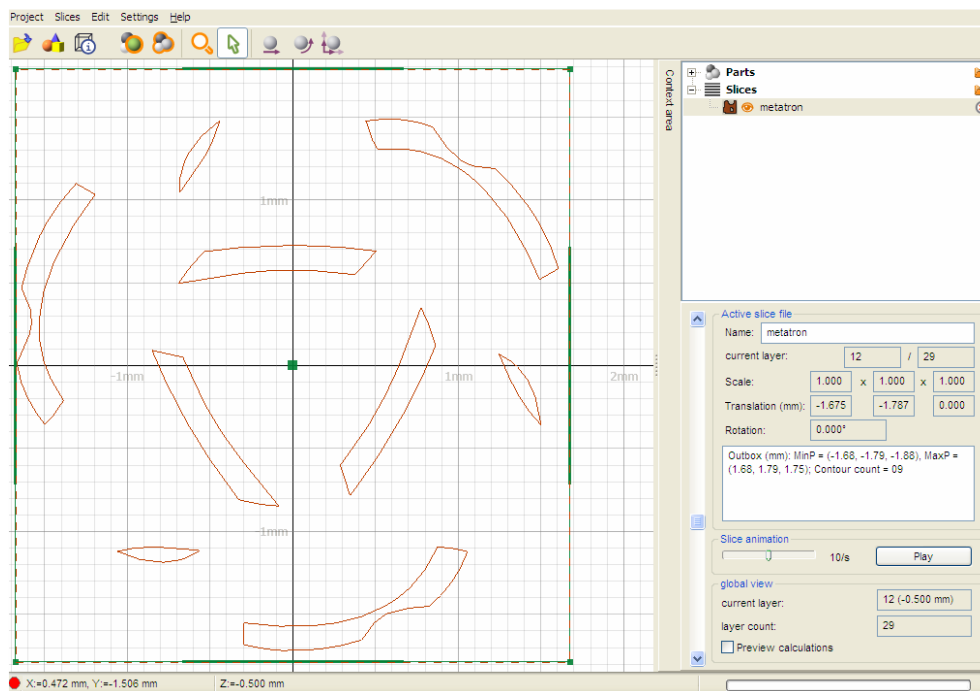 Project Slices Edit Settings Help
Context area
Parts
Slices
metatron
1mm
-1mm
1mm
2mm
-1mm
Active slice file
Name: metatron
current layer: 12 / 29
Scale: 1.000 x 1.000 x 1.000
Translation (mm): -1.675 -1.787 0.000
Rotation: 0.000°
Outbox (mm): MinP = (-1.68, -1.79, -1.88), MaxP =
(1.68, 1.79, 1.75); Contour count = 09
Slice animation
10/s Play
global view
current layer: 12 (-0.500 mm)
layer count: 29
Preview calculations
X:=0.472 mm, Y:=-1.506 mm Z:=-0.500 mm